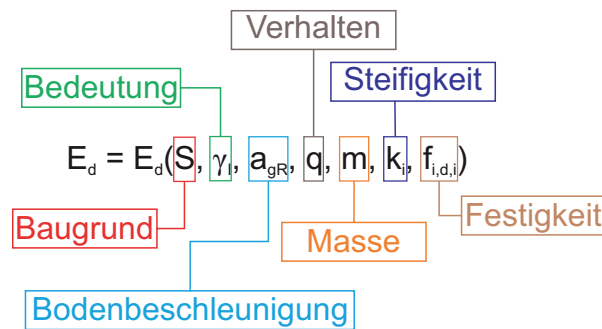 Verhalten
Bedeutung
Steifigkeit
E_d = E_d(S, γ_I, a_gR, q, m, k_i, f_i,d,i)
Baugrund
Festigkeit
Masse
Bodenbeschleunigung